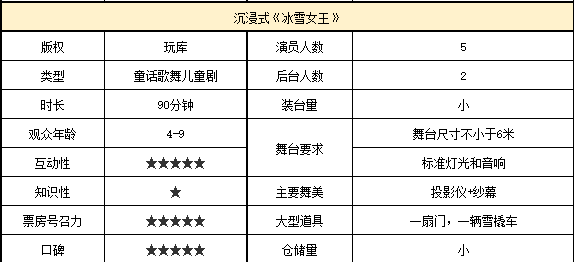 沉浸式《冰雪女王》
版权 玩库 演员人数 5
类型 童话歌舞儿童剧 后台人数 2
时长 90分钟 装台量 小
观众年龄 4-9 舞台要求 舞台尺寸不小于6米
互动性 ★★★★★ 标准灯光和音响
知识性 ★ 主要舞美 投影仪+纱幕
票房号召力 ★★★★★ 大型道具 一扇门，一辆雪橇车
口碑 ★★★★★ 仓储量 小